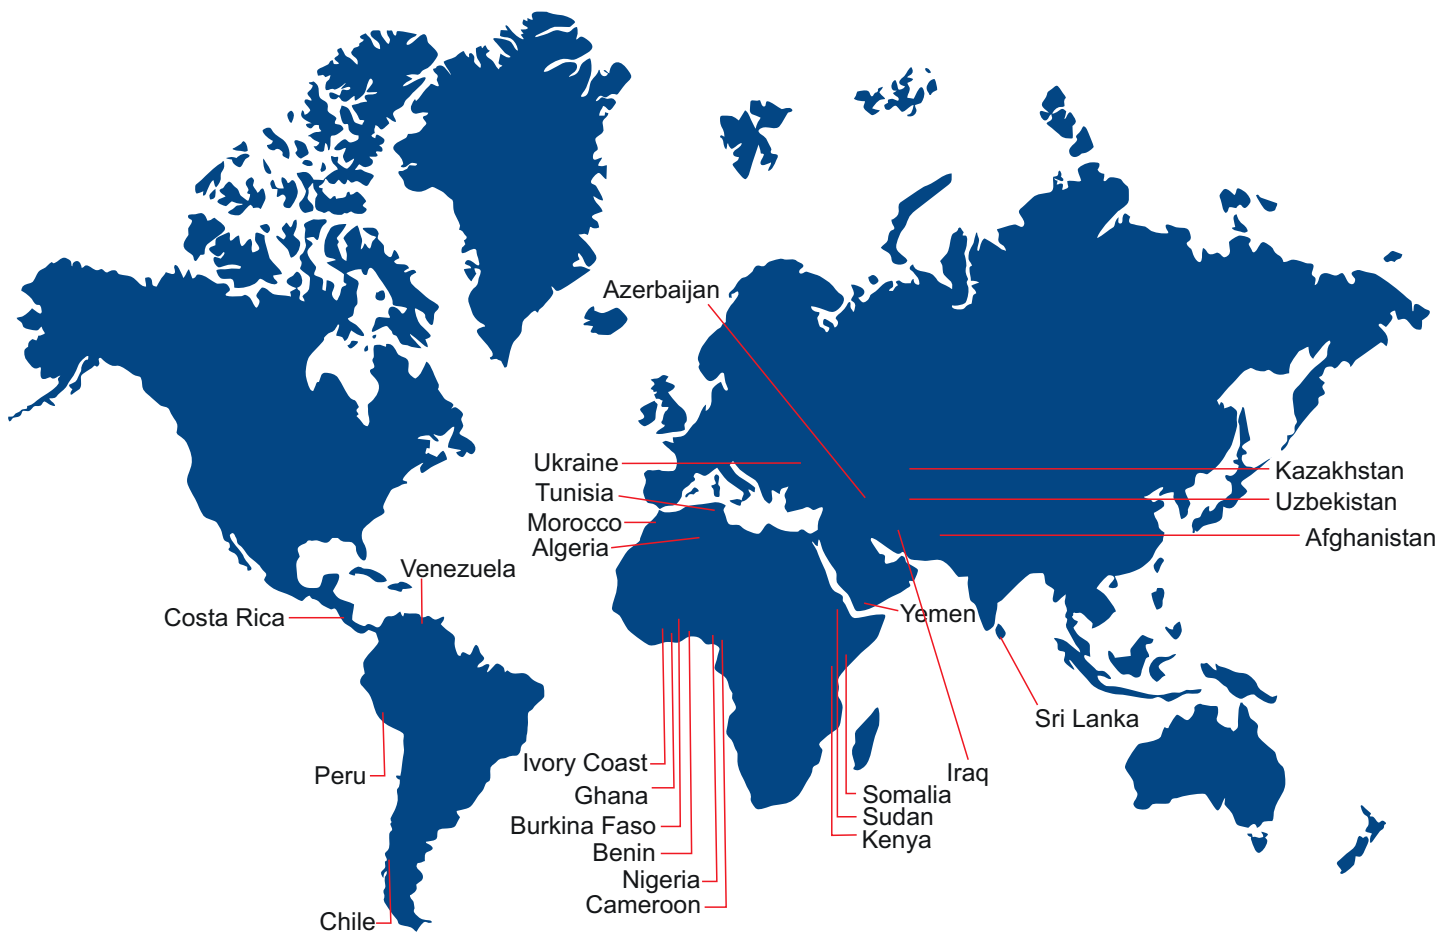 Azerbaijan
Ukraine
Kazakhstan
Tunisia
Uzbekistan
Morocco
Afghanistan
Algeria
Venezuela
Yemen
Costa Rica
Sri Lanka
Ivory Coast
Iraq
Peru
Ghana
Somalia
Sudan
Burkina Faso
Kenya
Benin
Nigeria
Cameroon
Chile